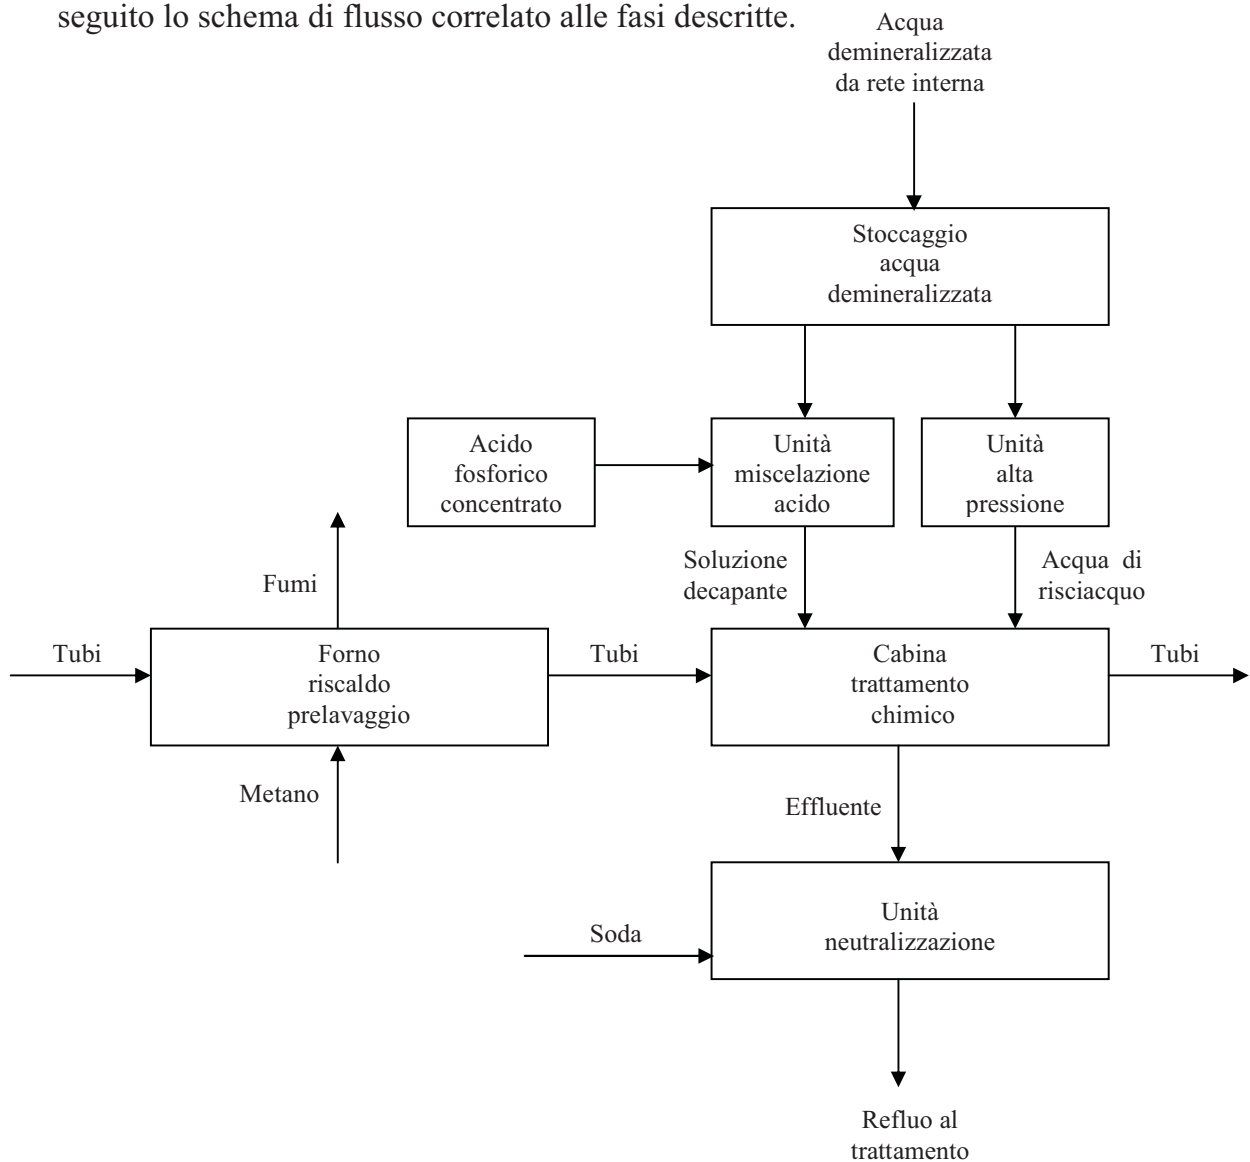 seguito lo schema di flusso correlato alle fasi descritte.
Acqua
demineralizzata
da rete interna
Stoccaggio
acqua
demineralizzata
Acido
fosforico
concentrato
Unità
miscelazione
acido
Unità
alta
pressione
Soluzione
decapante
Acqua di
risciacquo
Fumi
Tubi
Forno
riscaldo
prelavaggio
Tubi
Cabina
trattamento
chimico
Tubi
Metano
Effluente
Unità
neutralizzazione
Soda
Refluo al
trattamento